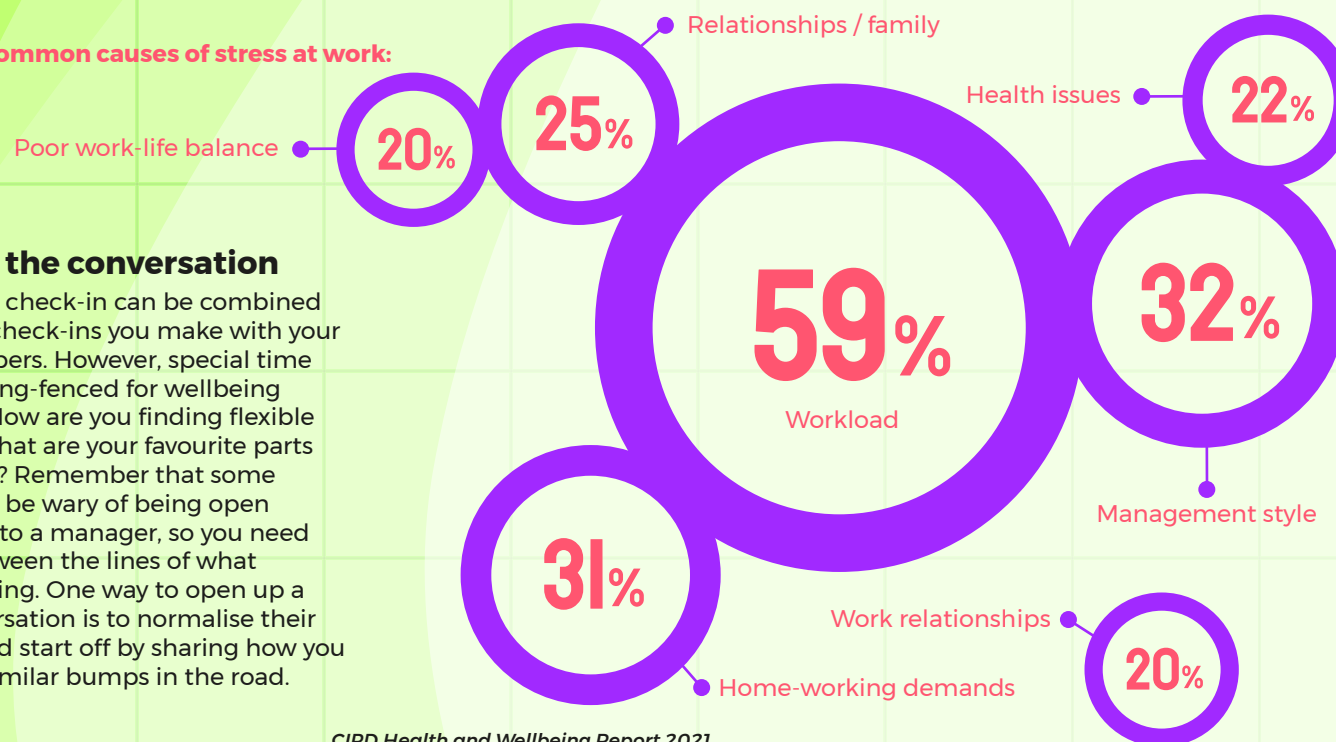 ommon causes of stress at work:
Poor work-life balance
20%
25%
Relationships / family
Health issues
22%
59%
Workload
32%
Management style
31%
Home-working demands
Work relationships
20%
the conversation
check-in can be combined
check-ins you make with your
bers. However, special time
ng-fenced for wellbeing
How are you finding flexible
hat are your favourite parts
? Remember that some
be wary of being open
to a manager, so you need
ween the lines of what
ing. One way to open up a
rsation is to normalise their
d start off by sharing how you
milar bumps in the road.
CIPD Health and Wellbeing Report 2021